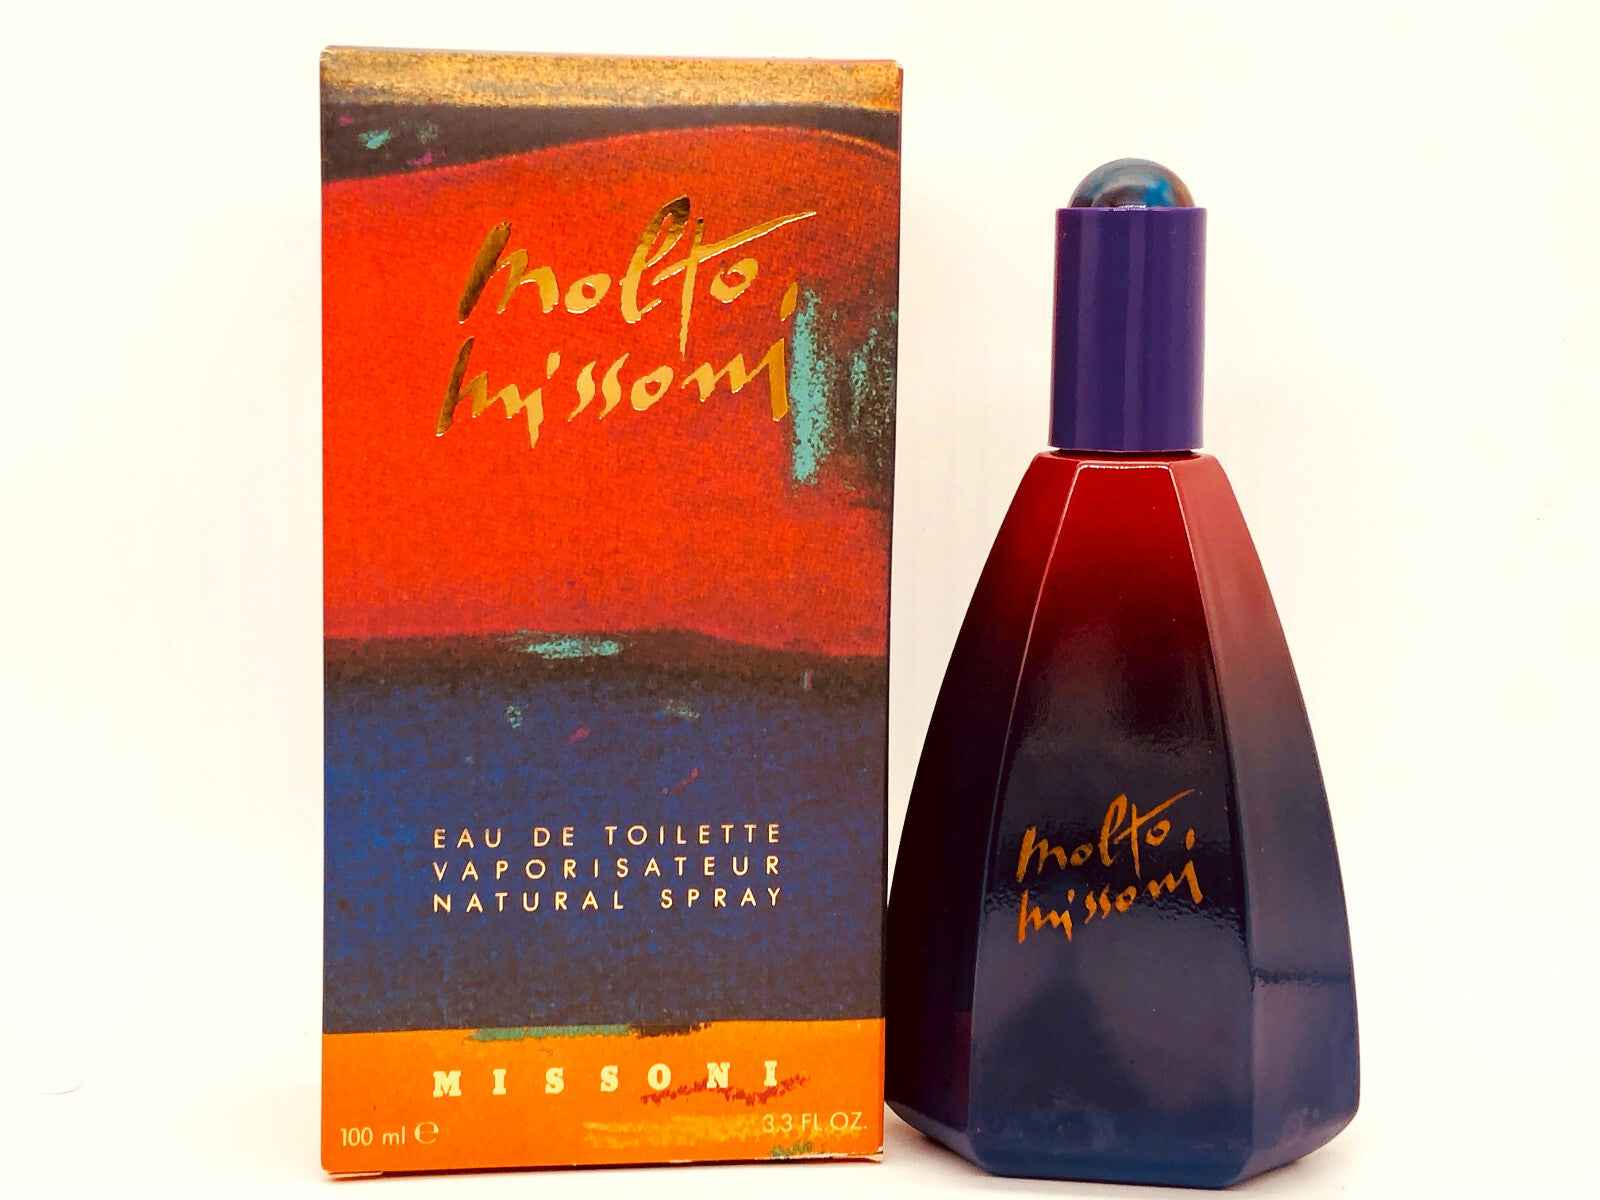 Molto
Missoni
EAU DE TOILETTE
VAPORISATEUR
NATURAL SPRAY
MISSONI
100 ml ℮
3.3 FL.OZ.
Molto
Missoni